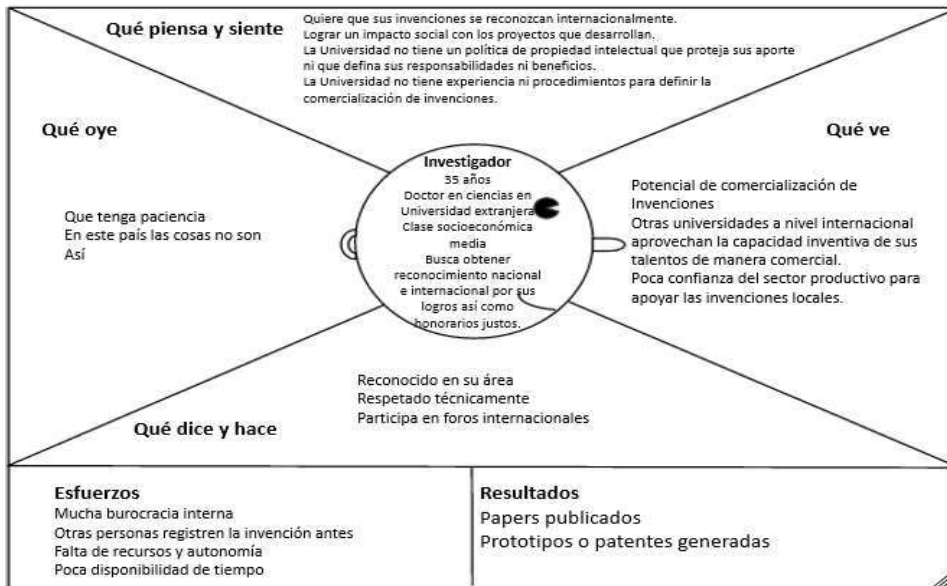 Qué piensa y siente
Quiere que sus invenciones se reconozcan internacionalmente.
Lograr un impacto social con los proyectos que desarrollan.
La Universidad no tiene un política de propiedad intelectual que proteja sus aporte
ni que defina sus responsabilidades ni beneficios.
La Universidad no tiene experiencia ni procedimientos para definir la
comercialización de invenciones.
Qué oye
Que tenga paciencia
En este país las cosas no son
Así
Investigador
35 años
Doctor en ciencias en
Universidad extranjera
Clase socioeconómica
media
Busca obtener
reconocimiento nacional
e internacional por sus
logros así como
honorarios justos.
Qué ve
Potencial de comercialización de
Invenciones
Otras universidades a nivel internacional
aprovechan la capacidad inventiva de sus
talentos de manera comercial.
Poca confianza del sector productivo para
apoyar las invenciones locales.
Reconocido en su área
Respetado técnicamente
Participa en foros internacionales
Qué dice y hace
Esfuerzos
Mucha burocracia interna
Otras personas registren la invención antes
Falta de recursos y autonomía
Poca disponibilidad de tiempo
Resultados
Papers publicados
Prototipos o patentes generadas